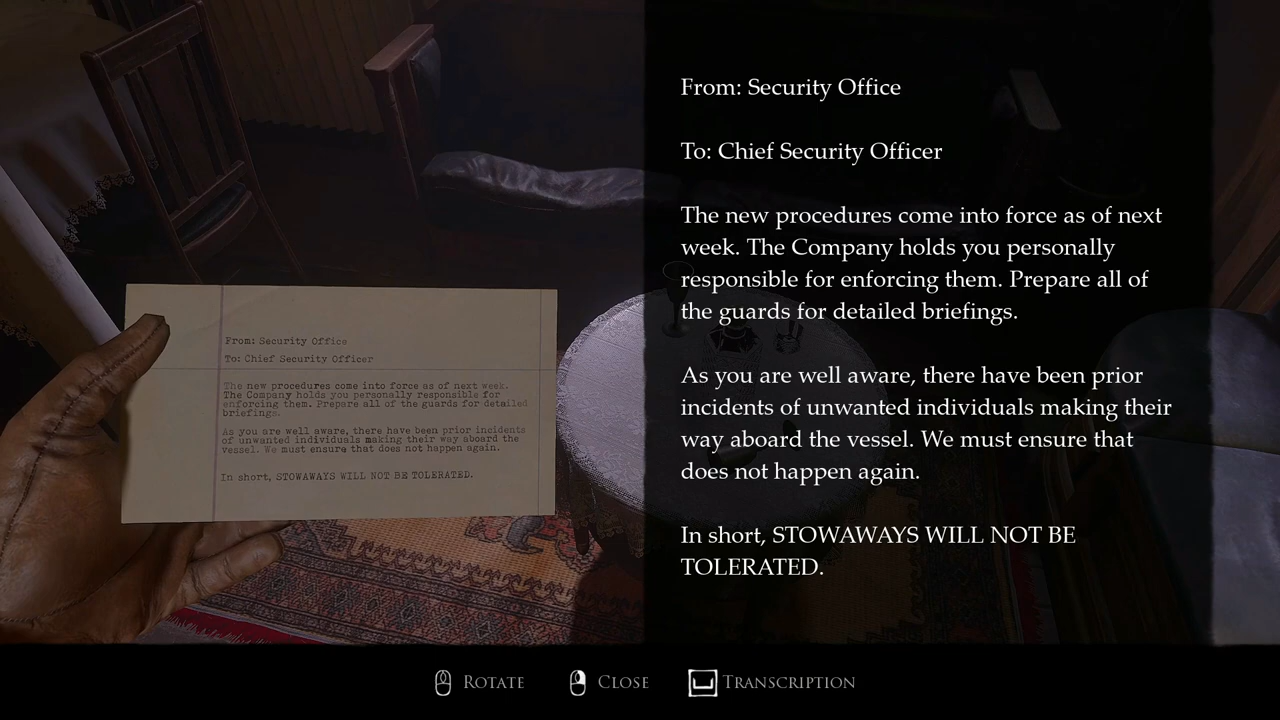 From: Security Office
To: Chief Security Officer
The new procedures come into force as of next week.
The Company holds you personally responsible for
enforcing them. Prepare all of the guards for detailed
briefings.
As you are well aware, there have been prior incidents
of unwanted individuals making their way aboard the
vessel. We must ensure that does not happen again.
In short, STOWAWAYS WILL NOT BE TOLERATED.
From: Security Office
To: Chief Security Officer
The new procedures come into force as of next
week. The Company holds you personally
responsible for enforcing them. Prepare all of
the guards for detailed briefings.
As you are well aware, there have been prior
incidents of unwanted individuals making their
way aboard the vessel. We must ensure that
does not happen again.
In short, STOWAWAYS WILL NOT BE
TOLERATED.
ROTATE CLOSE TRANSCRIPTION